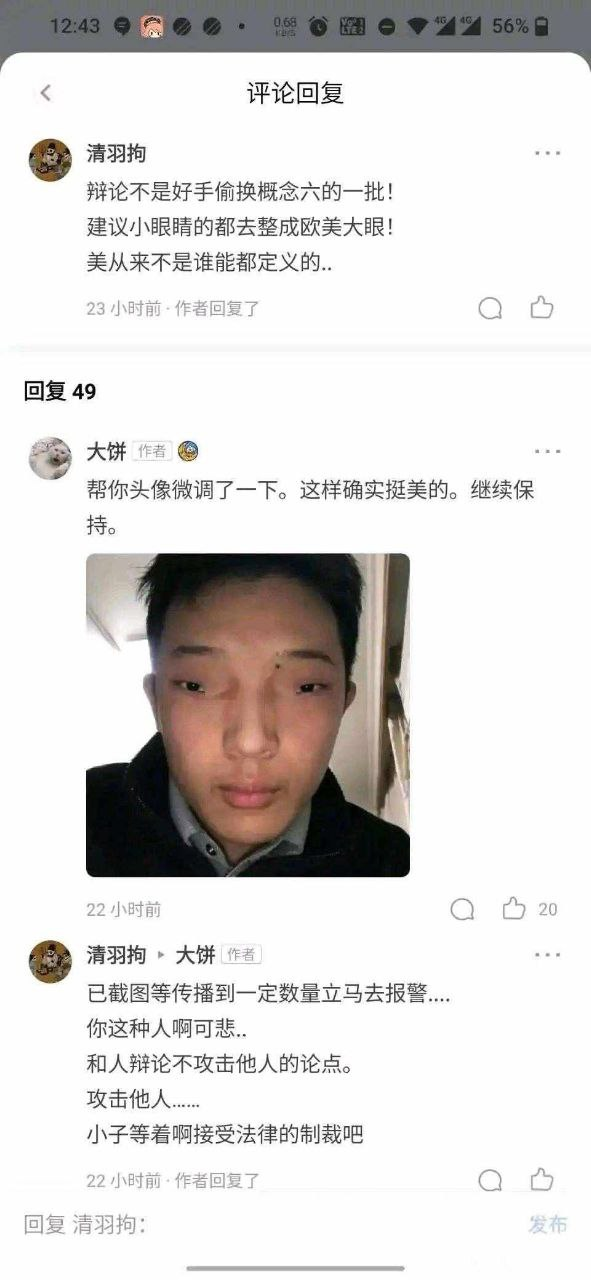 12:43
0.68
KB/S
VoLTE 1
LTE 2
4G
4G
56%
评论回复
清羽拘
辩论不是好手偷换概念六的一批！
建议小眼睛的都去整成欧美大眼！
美从来不是谁能都定义的..
23 小时前 · 作者回复了
回复 49
大饼 作者
帮你头像微调了一下。这样确实挺美的。继续保
持。
22 小时前
20
清羽拘 ▸ 大饼 作者
已截图等传播到一定数量立马去报警....
你这种人啊可悲..
和人辩论不攻击他人的论点。
攻击他人……
小子等着啊接受法律的制裁吧
22 小时前 · 作者回复了
回复 清羽拘：
发布